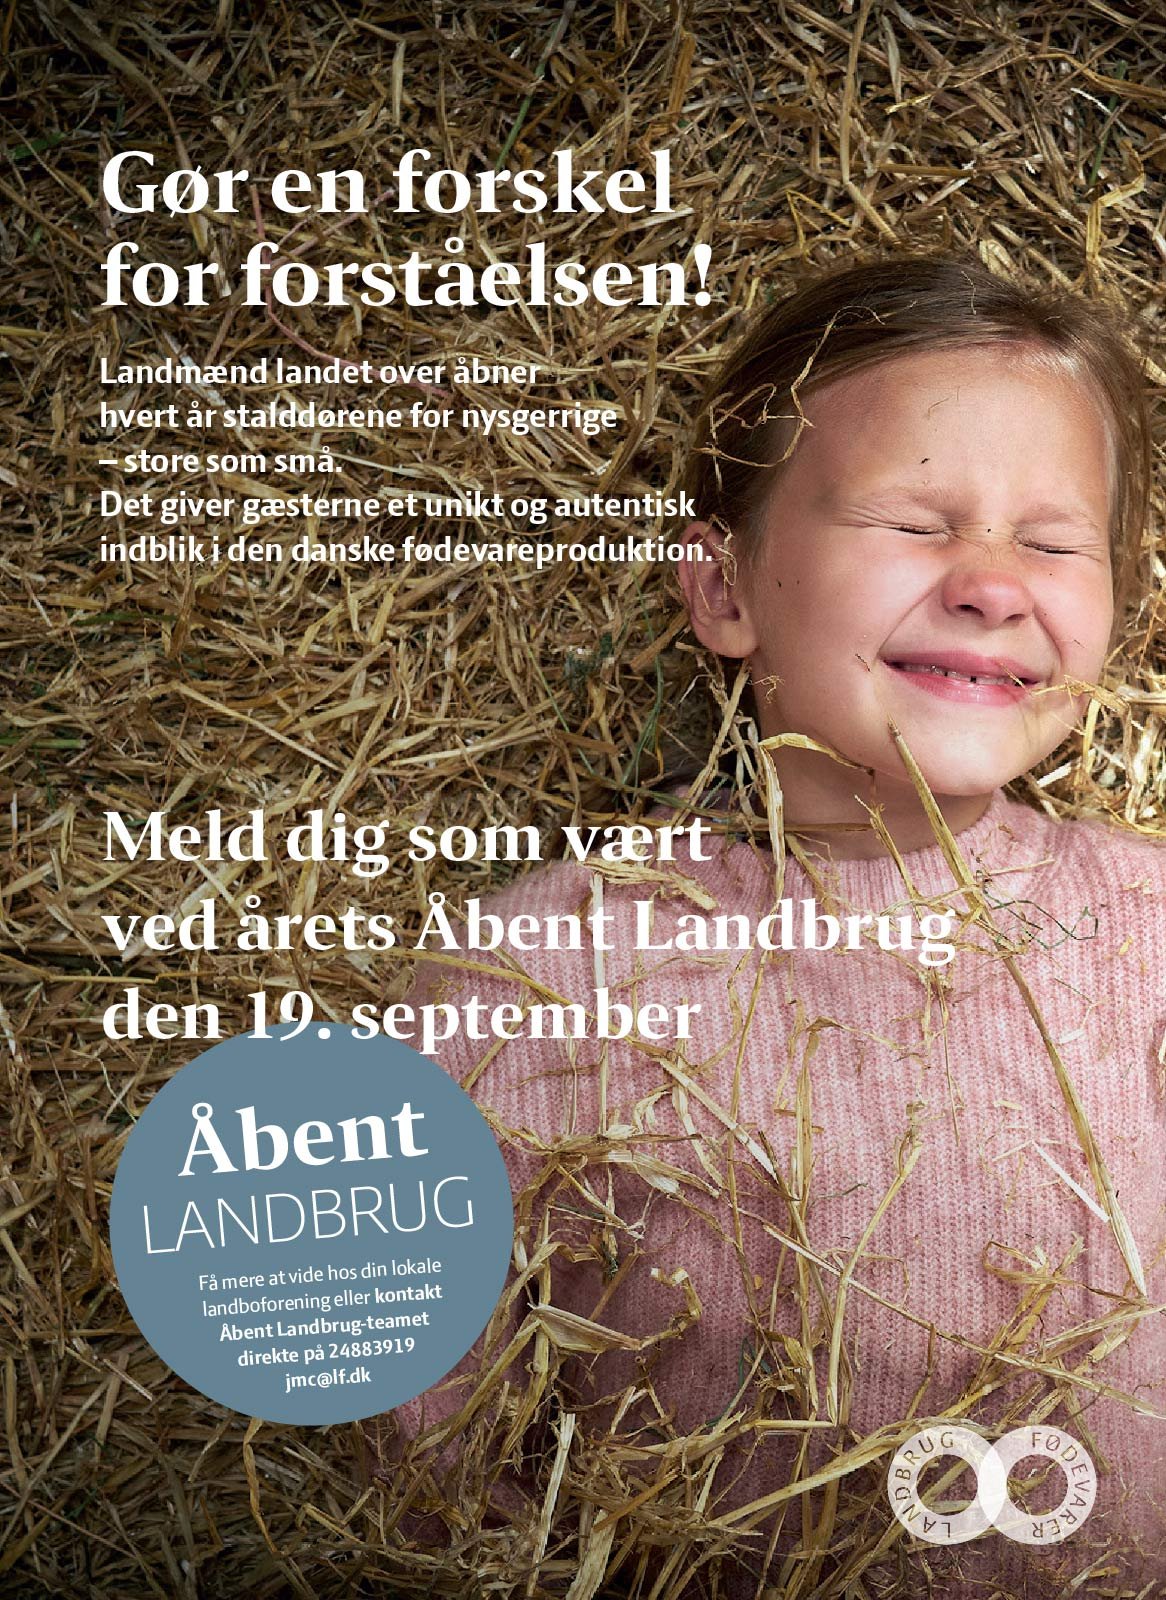 Gør en forskel
for forståelsen!
Landmænd landet over åbner
hvert år stalddørene for nysgerrige
– store som små.
Det giver gæsterne et unikt og autentisk
indblik i den danske fødevareproduktion.
Meld dig som vært
ved årets Åbent Landbrug
den 19. september
Åbent
LANDBRUG
Få mere at vide hos din lokale
landboforening eller kontakt
Åbent Landbrug-teamet
direkte på 24883919
jmc@lf.dk
LANDBRUG FØDEVARER